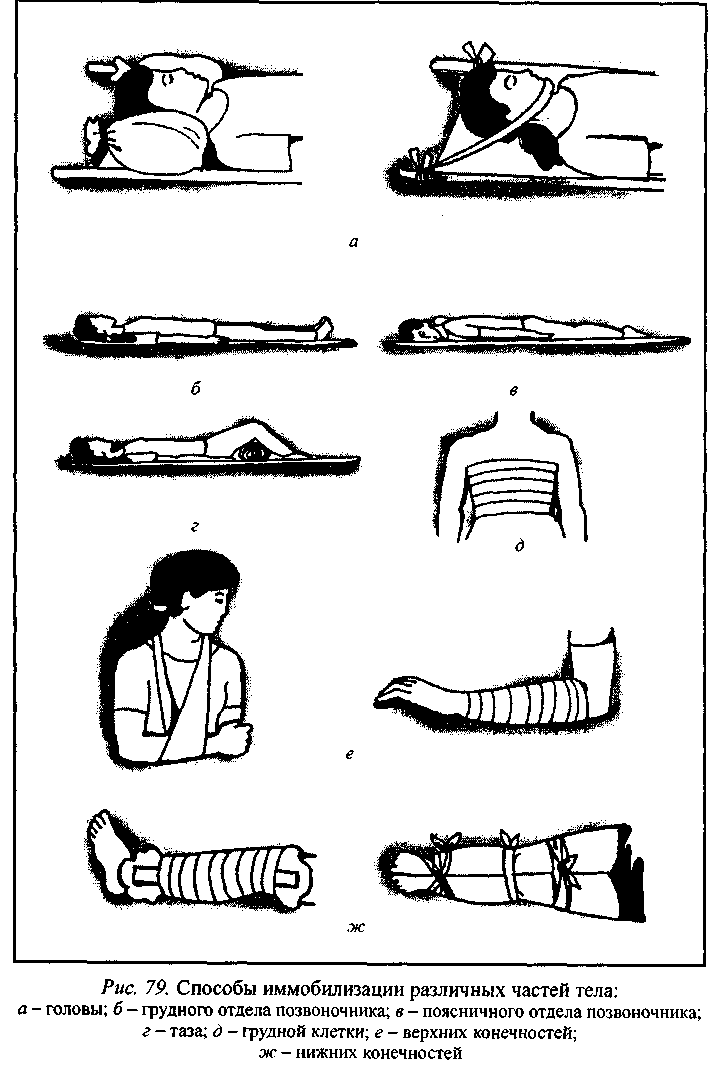 а
б
в
г
д
е
ж
Рис. 79. Способы иммобилизации различных частей тела:
а – головы; б – грудного отдела позвоночника; в – поясничного отдела позвоночника;
г – таза; д – грудной клетки; е – верхних конечностей;
ж – нижних конечностей